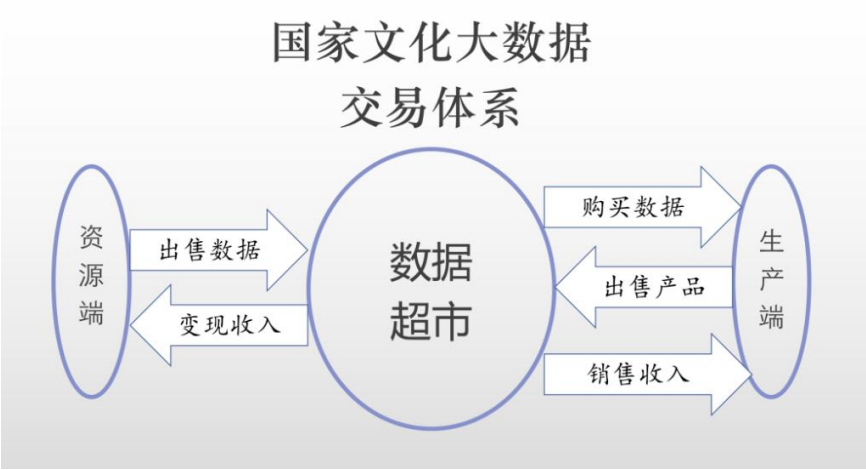 国家文化大数据
交易体系
资源端
出售数据
变现收入
数据
超市
购买数据
出售产品
销售收入
生产端